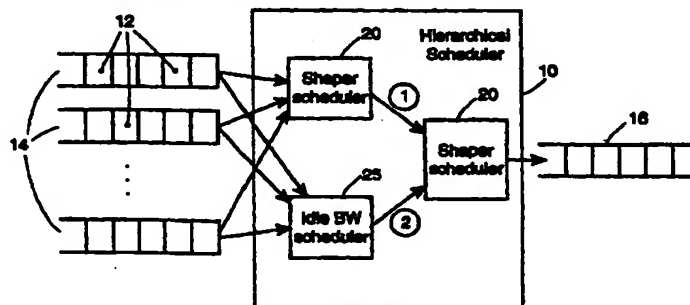 12
20
Hierarchical
Scheduler
Shaper
scheduler
10
1
20
16
14
Shaper
scheduler
25
Idle BW
scheduler
2